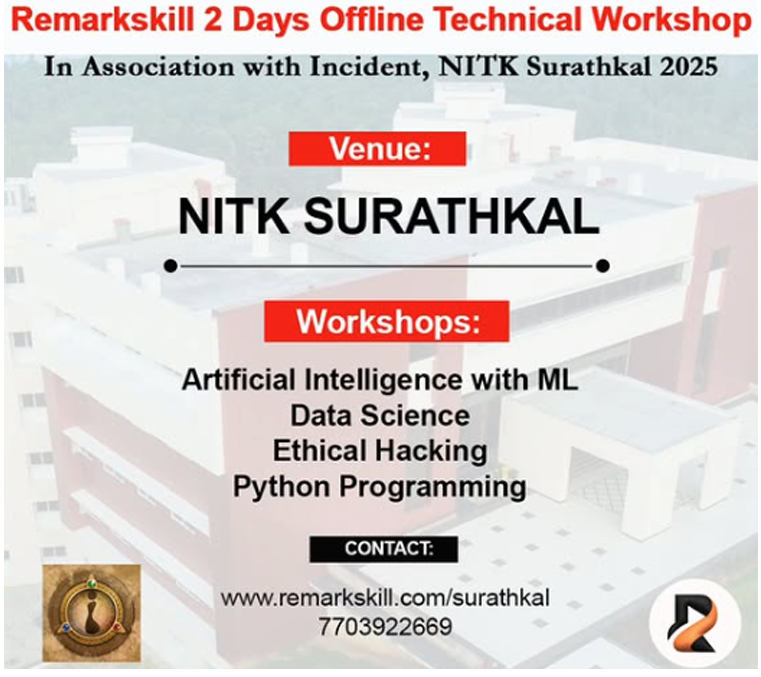 Remarkskill 2 Days Offline Technical Workshop
In Association with Incident, NITK Surathkal 2025
Venue:
NITK SURATHKAL
Workshops:
Artificial Intelligence with ML
Data Science
Ethical Hacking
Python Programming
CONTACT:
www.remarkskill.com/surathkal
7703922669